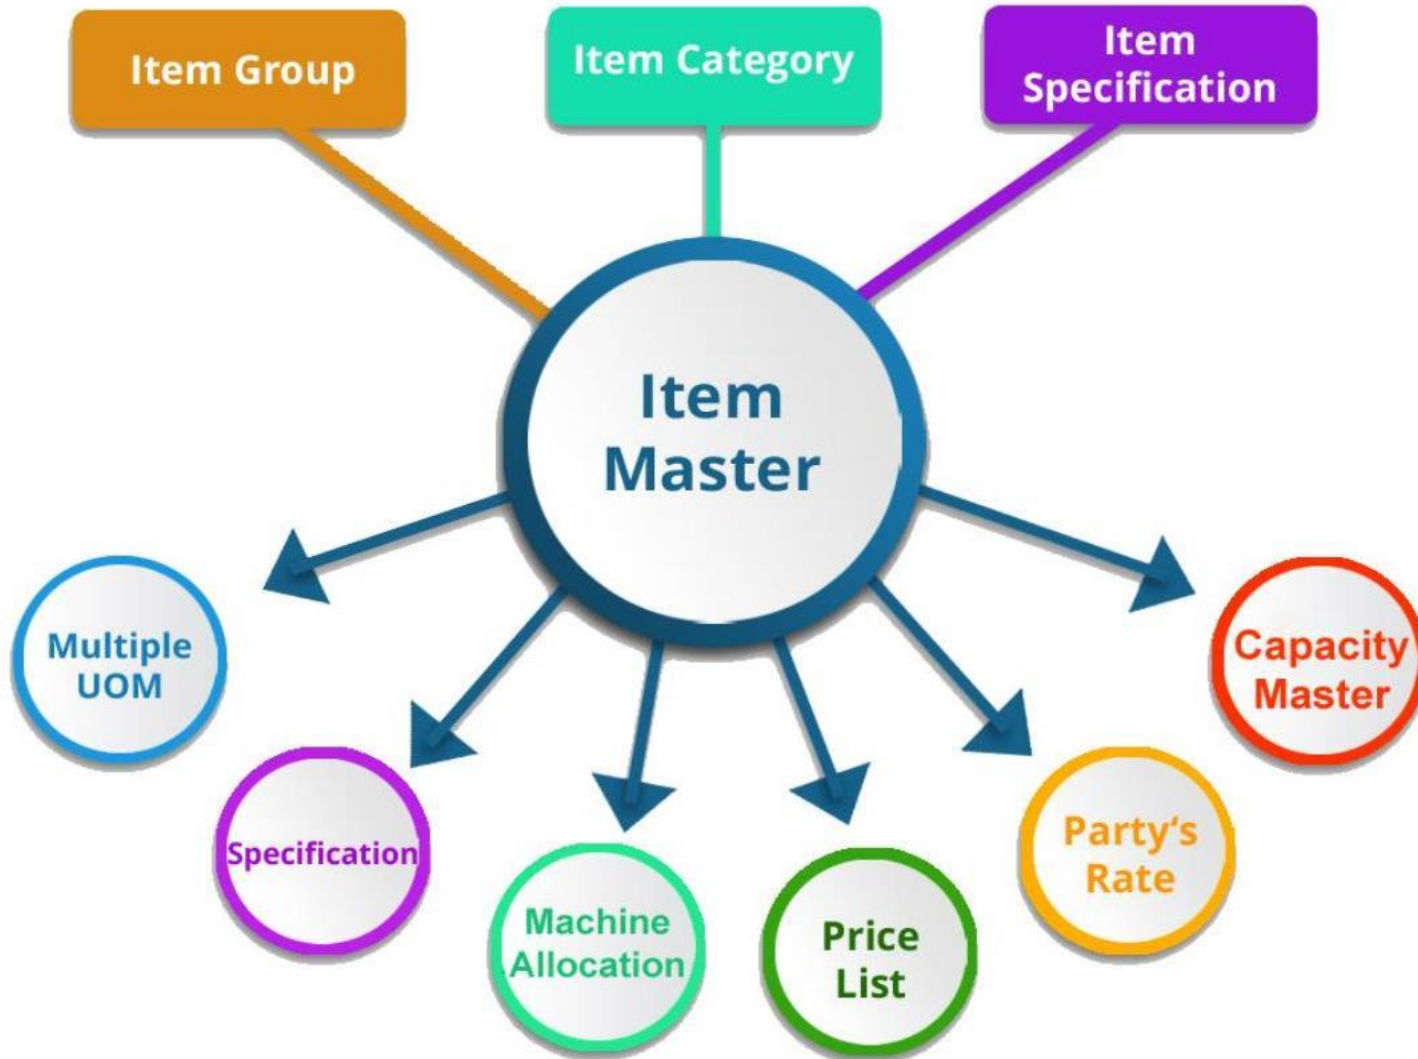 Item Group
Item Category
Item
Specification
Item
Master
Multiple
UOM
Specification
Machine
Allocation
Price
List
Party‘s
Rate
Capacity
Master